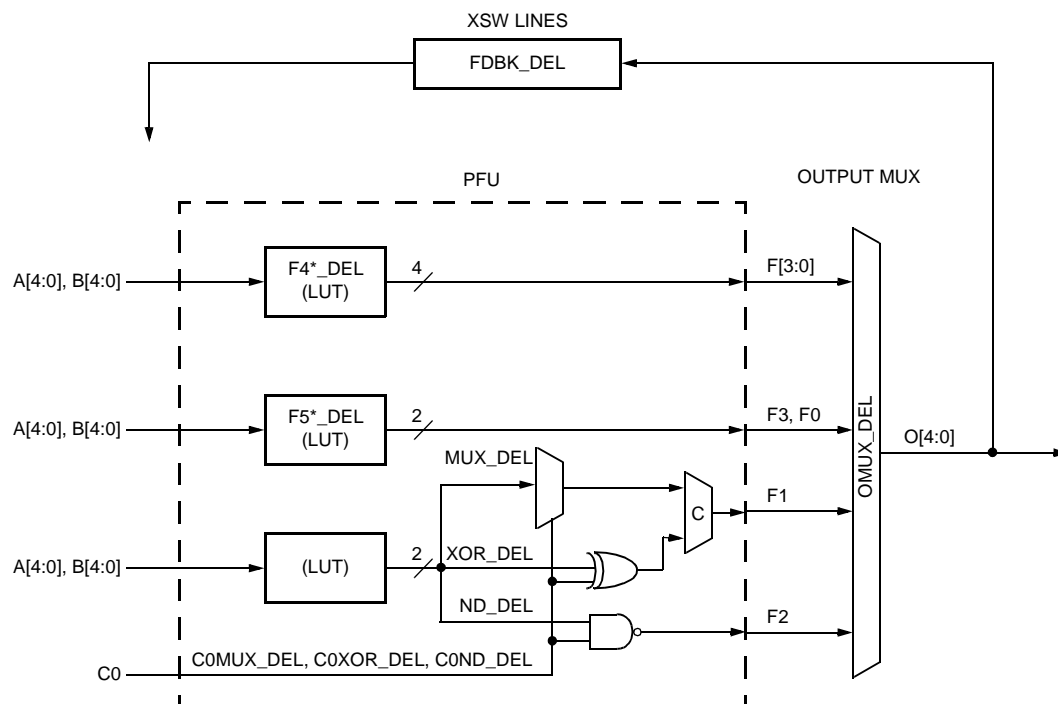 XSW LINES
FDBK_DEL
PFU
OUTPUT MUX
A[4:0], B[4:0]
F4*_DEL
(LUT)
4
F[3:0]
A[4:0], B[4:0]
F5*_DEL
(LUT)
2
F3, F0
OMUX_DEL
O[4:0]
MUX_DEL
C
F1
A[4:0], B[4:0]
(LUT)
2
XOR_DEL
ND_DEL
F2
C0
C0MUX_DEL, C0XOR_DEL, C0ND_DEL